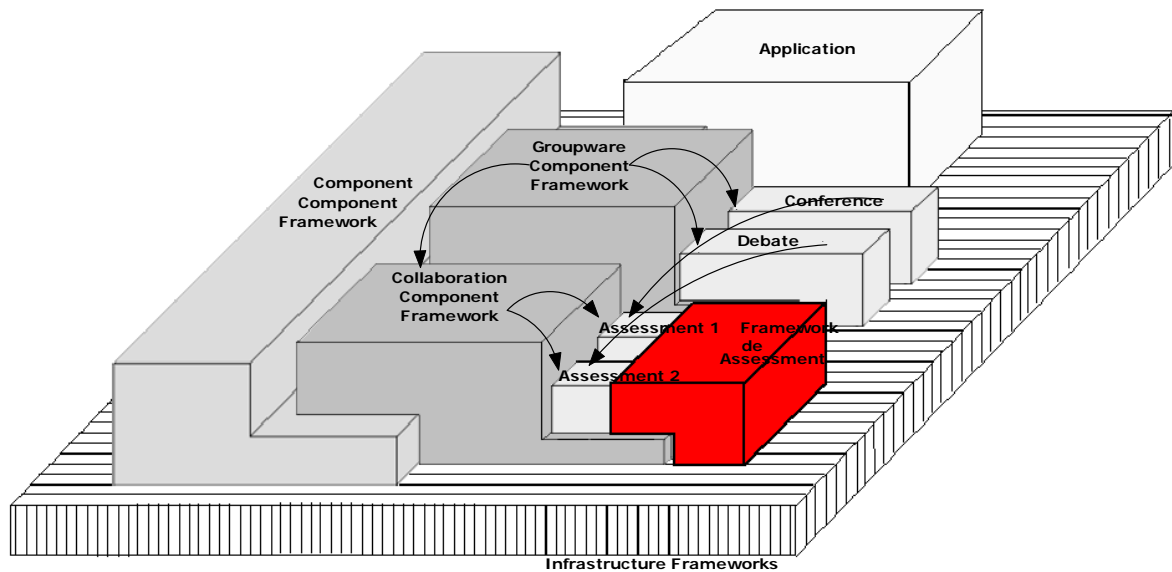 Application
Groupware
Component
Framework
Component
Component
Framework
Conference
Debate
Collaboration
Component
Framework
Assessment 1
Framework
de
Assessment
Assessment 2
Infrastructure Frameworks